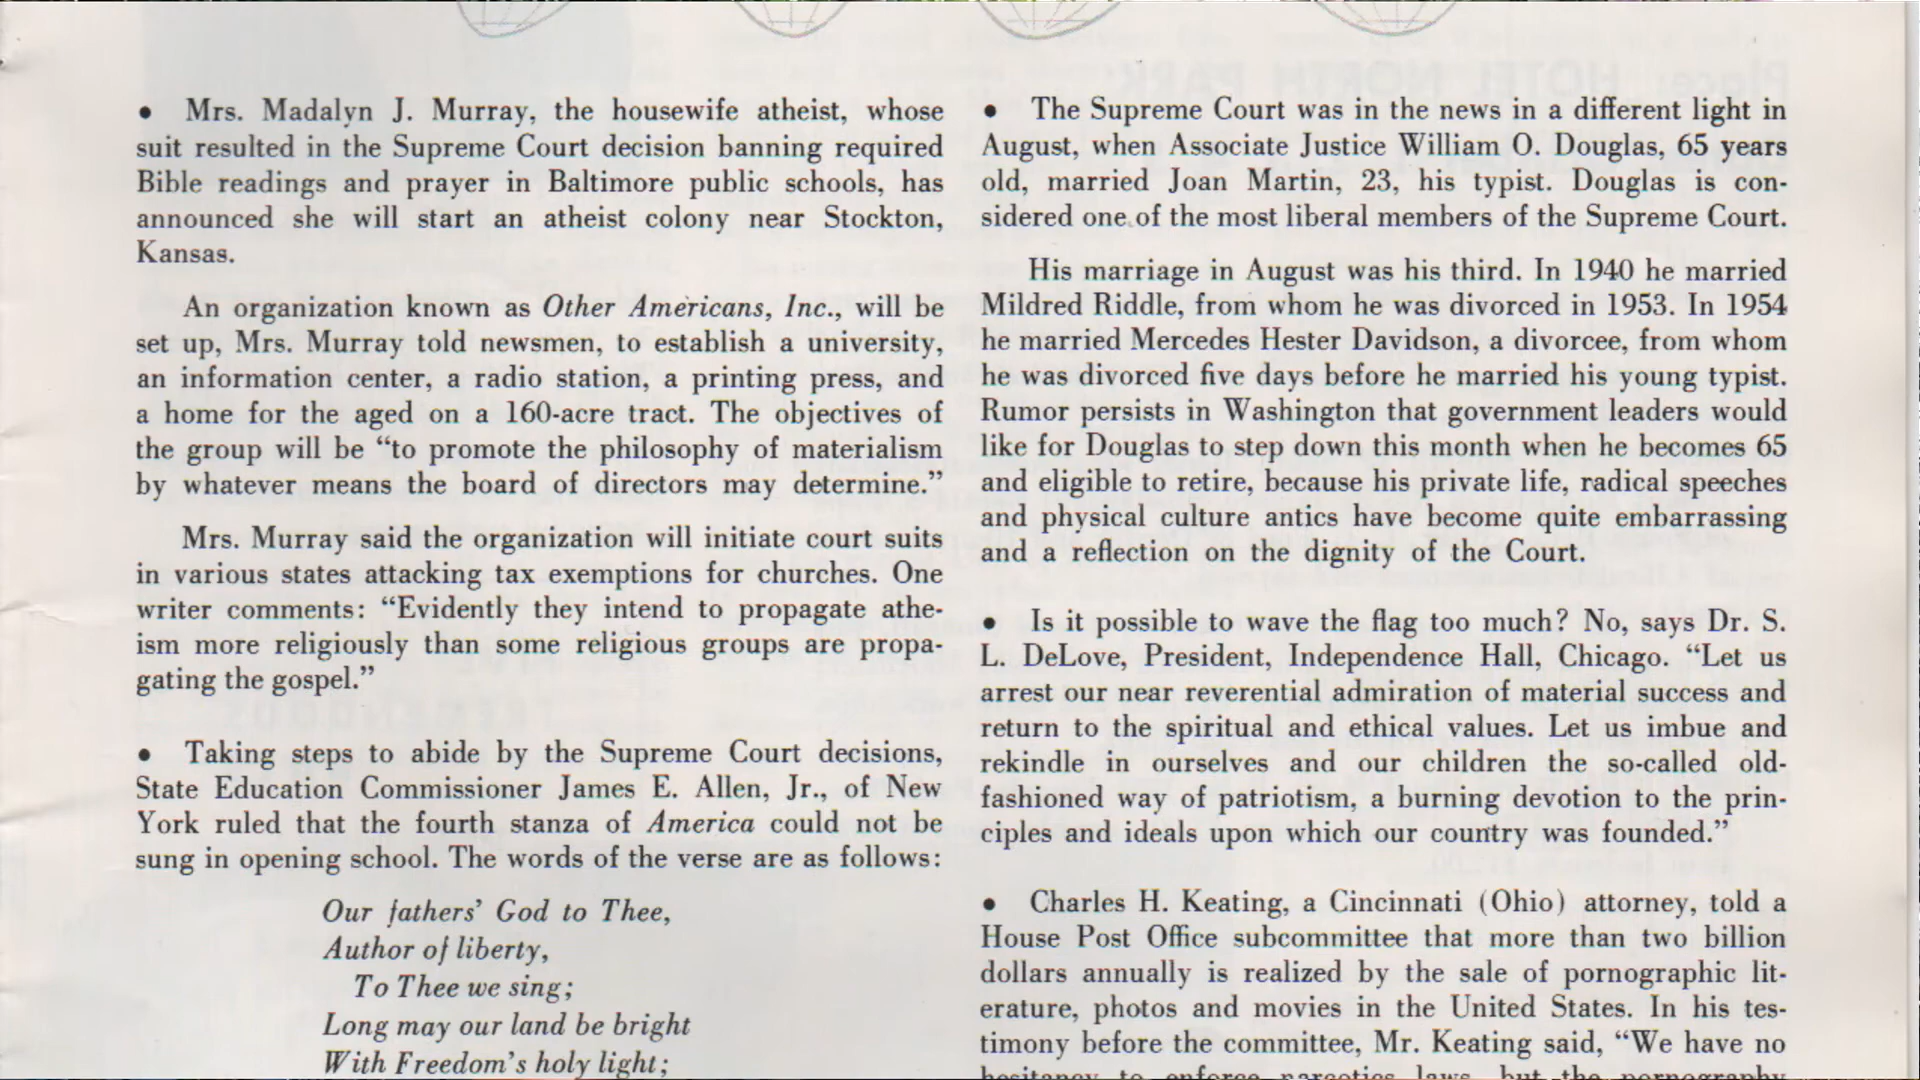 • Mrs. Madalyn J. Murray, the housewife atheist, whose
suit resulted in the Supreme Court decision banning required
Bible readings and prayer in Baltimore public schools, has
announced she will start an atheist colony near Stockton,
Kansas.
An organization known as Other Americans, Inc., will be
set up, Mrs. Murray told newsmen, to establish a university,
an information center, a radio station, a printing press, and
a home for the aged on a 160-acre tract. The objectives of
the group will be “to promote the philosophy of materialism
by whatever means the board of directors may determine.”
Mrs. Murray said the organization will initiate court suits
in various states attacking tax exemptions for churches. One
writer comments: “Evidently they intend to propagate athe-
ism more religiously than some religious groups are propa-
gating the gospel.”
• Taking steps to abide by the Supreme Court decisions,
State Education Commissioner James E. Allen, Jr., of New
York ruled that the fourth stanza of America could not be
sung in opening school. The words of the verse are as follows:
Our fathers’ God to Thee,
Author of liberty,
To Thee we sing;
Long may our land be bright
With Freedom’s holy light;
• The Supreme Court was in the news in a different light in
August, when Associate Justice William O. Douglas, 65 years
old, married Joan Martin, 23, his typist. Douglas is con-
sidered one of the most liberal members of the Supreme Court.
His marriage in August was his third. In 1940 he married
Mildred Riddle, from whom he was divorced in 1953. In 1954
he married Mercedes Hester Davidson, a divorcee, from whom
he was divorced five days before he married his young typist.
Rumor persists in Washington that government leaders would
like for Douglas to step down this month when he becomes 65
and eligible to retire, because his private life, radical speeches
and physical culture antics have become quite embarrassing
and a reflection on the dignity of the Court.
• Is it possible to wave the flag too much? No, says Dr. S.
L. DeLove, President, Independence Hall, Chicago. “Let us
arrest our near reverential admiration of material success and
return to the spiritual and ethical values. Let us imbue and
rekindle in ourselves and our children the so-called old-
fashioned way of patriotism, a burning devotion to the prin-
ciples and ideals upon which our country was founded.”
• Charles H. Keating, a Cincinnati (Ohio) attorney, told a
House Post Office subcommittee that more than two billion
dollars annually is realized by the sale of pornographic lit-
erature, photos and movies in the United States. In his tes-
timony before the committee, Mr. Keating said, “We have no
hesitancy to enforce narcotics laws, but the pornography